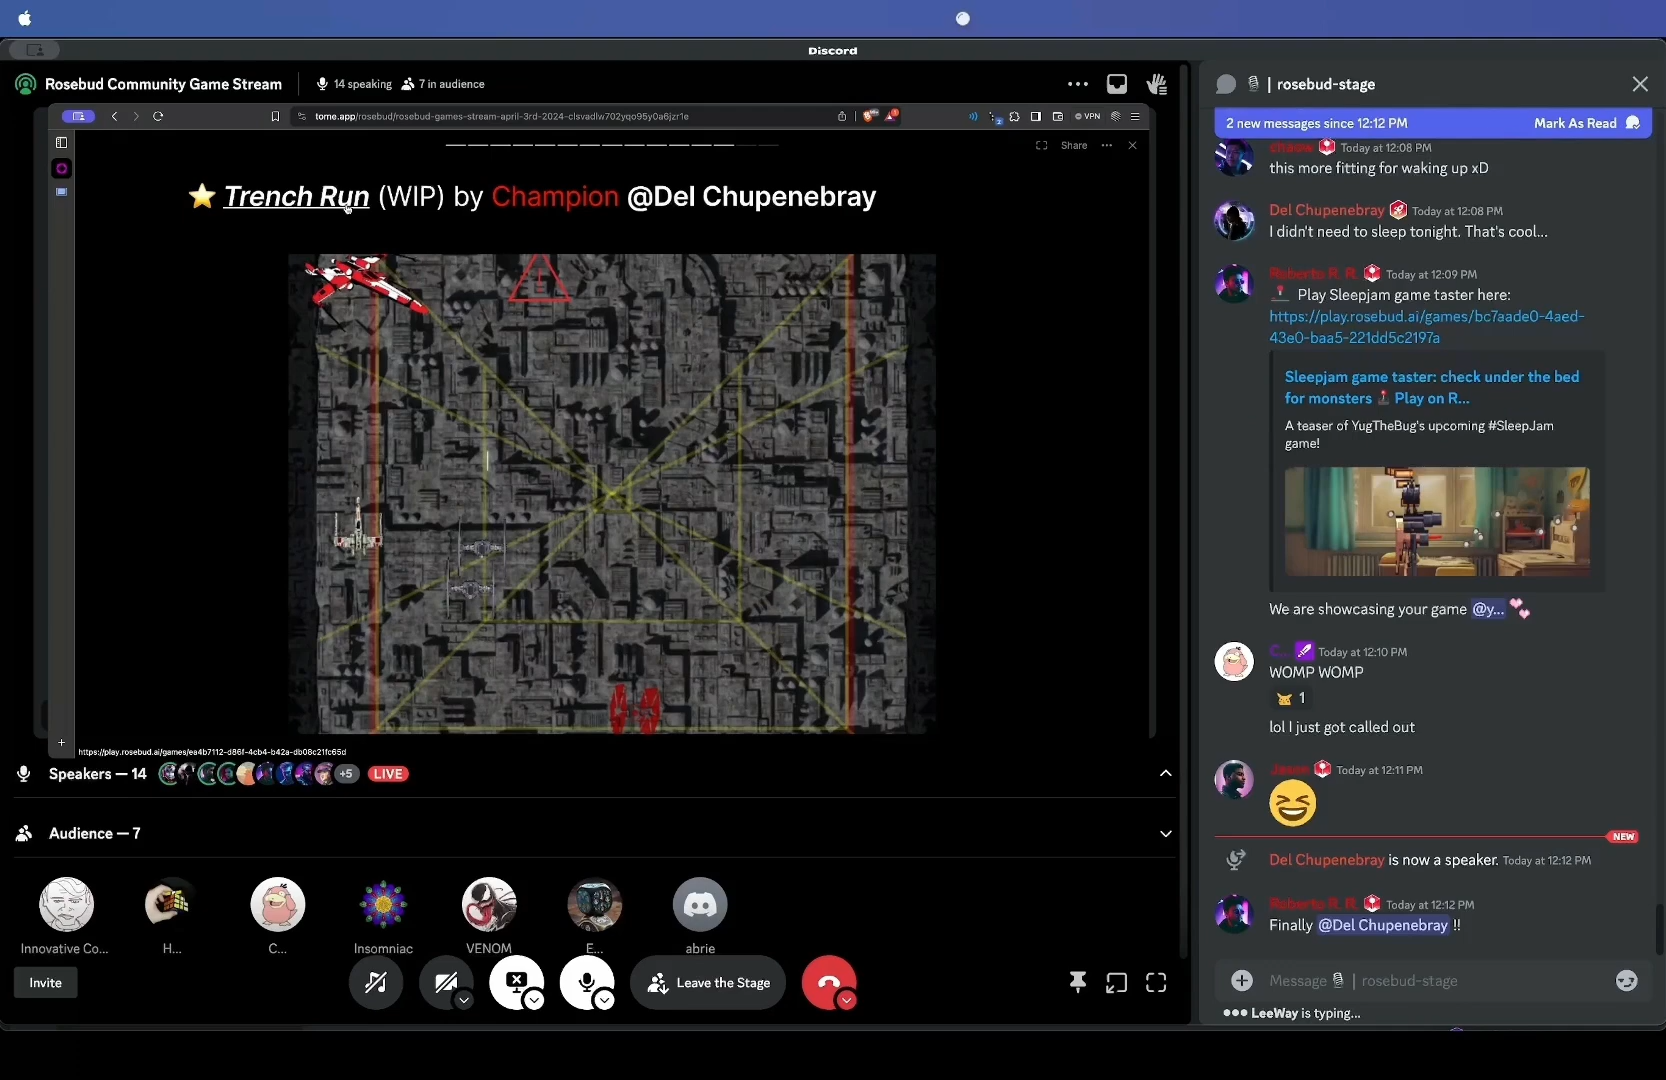 Discord
Rosebud Community Game Stream
14 speaking
7 in audience
tome.app/rosebud/rosebud-games-stream-april-3rd-2024-clsvadlw702yqo95y0a6jzr1e
VPN
Share
Trench Run (WIP) by Champion @Del Chupenebray
https://play.rosebud.ai/games/ea4b7112-d86f-4cb4-b42a-db08c21fc65d
Speakers — 14
+5
LIVE
Audience — 7
Innovative Co...
H...
C...
Insomniac
VENOM
E...
abrie
Invite
Leave the Stage
| rosebud-stage
2 new messages since 12:12 PM
Mark As Read
Today at 12:08 PM
this more fitting for waking up xD
Del Chupenebray Today at 12:08 PM
I didn't need to sleep tonight. That's cool...
Roberto R. R. Today at 12:09 PM
Play Sleepjam game taster here:
https://play.rosebud.ai/games/bc7aade0-4aed-
43e0-baa5-221dd5c2197a
Sleepjam game taster: check under the bed
for monsters Play on R...
A teaser of YugTheBug's upcoming #SleepJam
game!
We are showcasing your game @y...
C... Today at 12:10 PM
WOMP WOMP
1
lol I just got called out
Today at 12:11 PM
NEW
Del Chupenebray is now a speaker. Today at 12:12 PM
Roberto R. R. Today at 12:12 PM
Finally @Del Chupenebray !!
Message | rosebud-stage
LeeWay is typing...